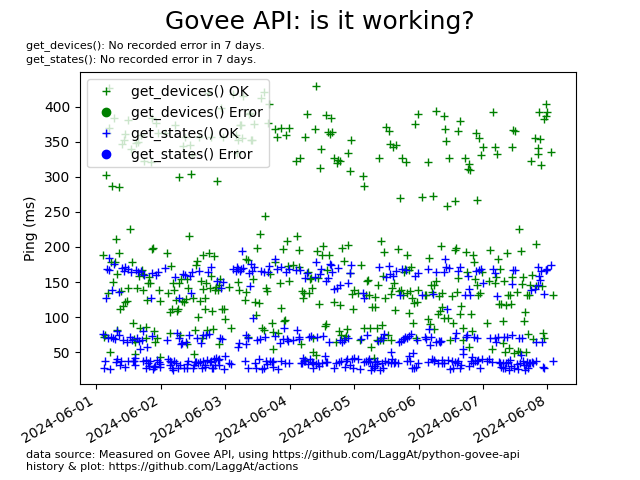 Govee API: is it working?
get_devices(): No recorded error in 7 days.
get_states(): No recorded error in 7 days.
get_devices() OK
get_devices() Error
get_states() OK
get_states() Error
Ping (ms)
400
350
300
250
200
150
100
50
2024-06-01
2024-06-02
2024-06-03
2024-06-04
2024-06-05
2024-06-06
2024-06-07
2024-06-08
data source: Measured on Govee API, using https://github.com/LaggAt/python-govee-api
history & plot: https://github.com/LaggAt/actions